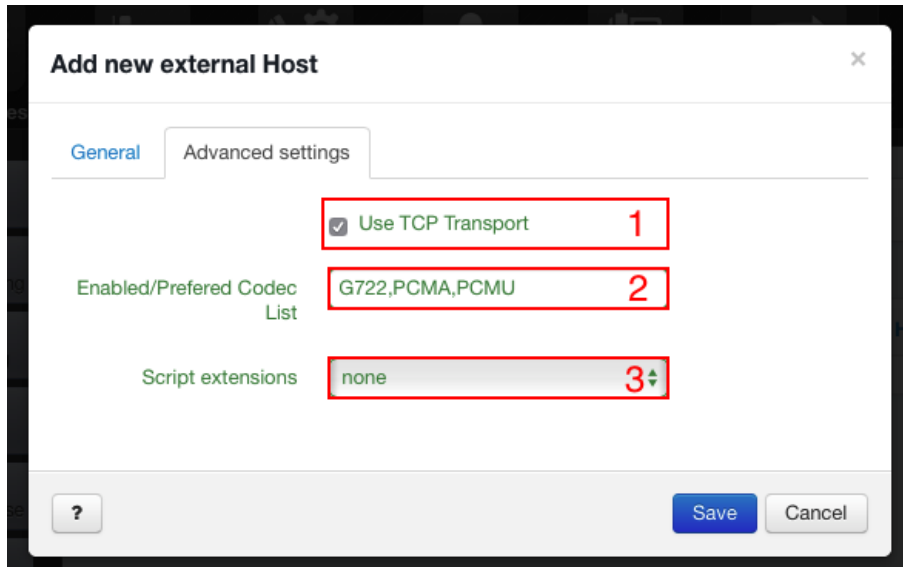 Add new external Host ×
General Advanced settings
Use TCP Transport 1
Enabled/Prefered Codec G722,PCMA,PCMU 2
List
Script extensions none 3
? Save Cancel